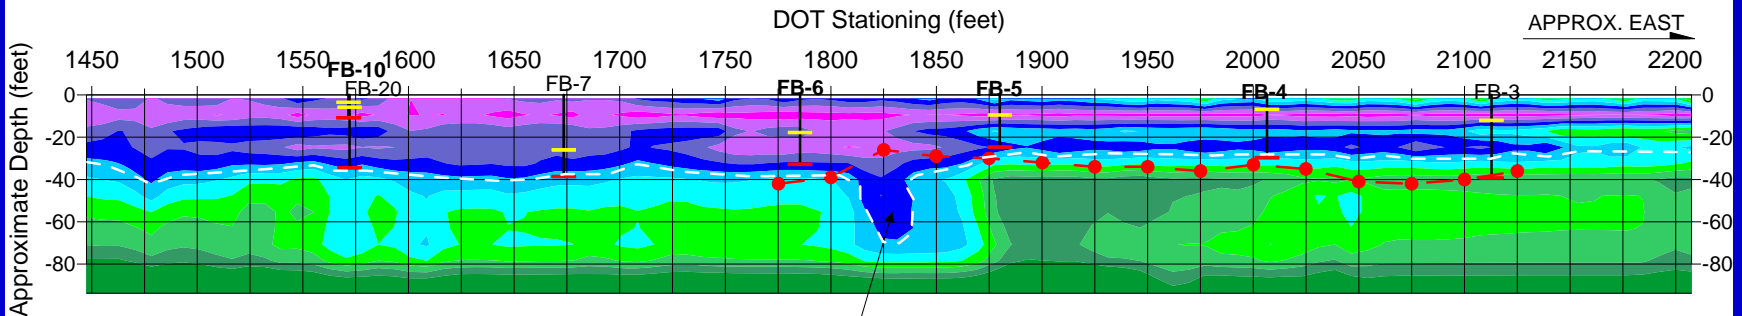 DOT Stationing (feet)
APPROX. EAST
1450 1500 1550 1600 1650 1700 1750 1800 1850 1900 1950 2000 2050 2100 2150 2200
FB-10
FB-20 FB-7 FB-6 FB-5 FB-4 FB-3
Approximate Depth (feet)
0 0
-20 -20
-40 -40
-60 -60
-80 -80